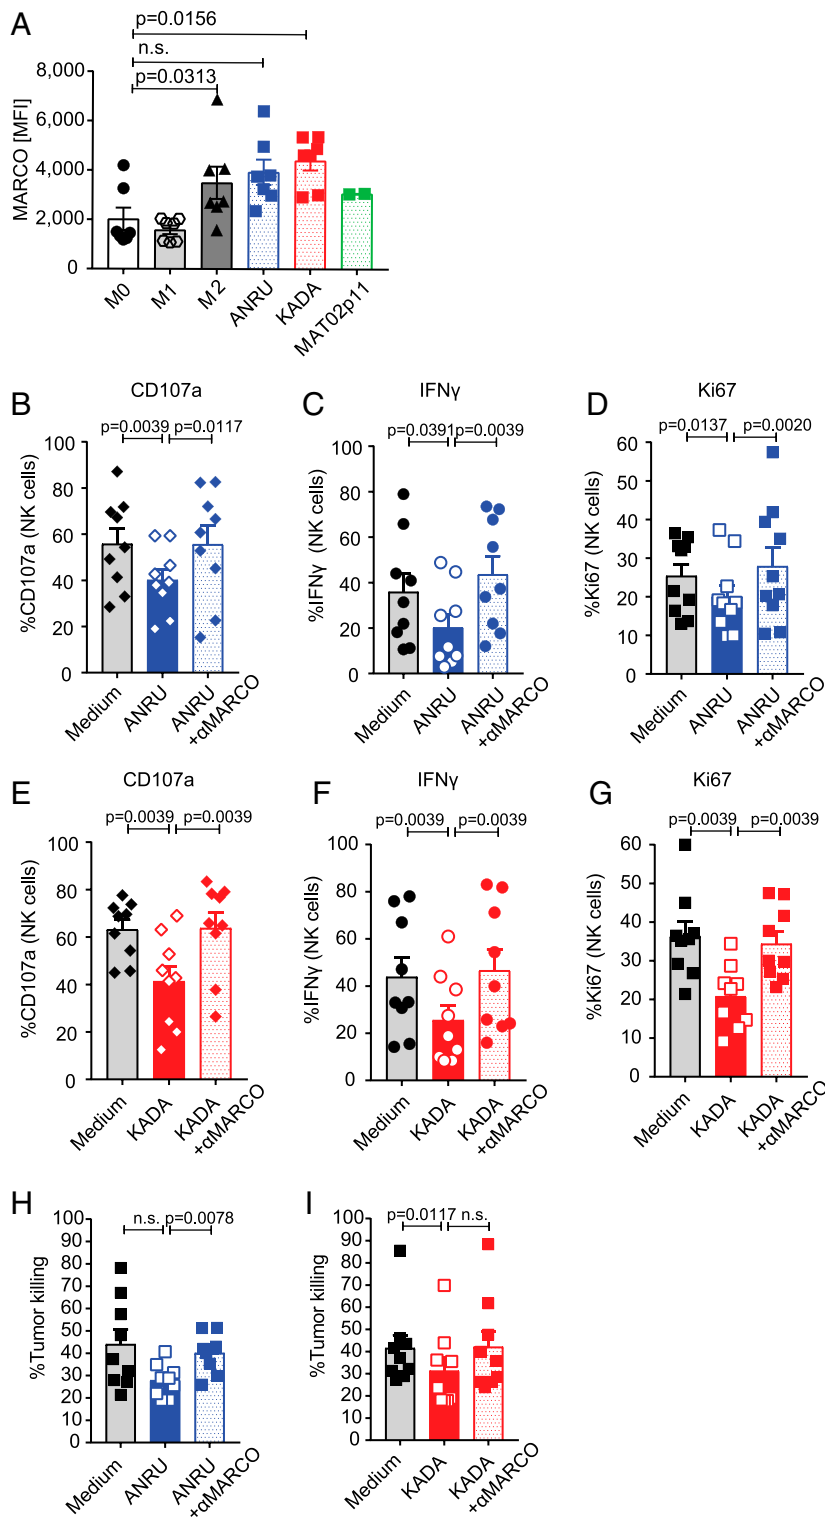 A
p=0.0156
n.s.
p=0.0313
MARCO [MFI]
8,000
6,000
4,000
2,000
0
M0
M1
M2
ANRU
KADA
MAT02p11
B
CD107a
p=0.0039
p=0.0117
%CD107a (NK cells)
100
80
60
40
20
0
Medium
ANRU
ANRU
+αMARCO
C
IFNγ
p=0.0391
p=0.0039
%IFNγ (NK cells)
100
80
60
40
20
0
Medium
ANRU
ANRU
+αMARCO
D
Ki67
p=0.0137
p=0.0020
%Ki67 (NK cells)
60
50
40
30
20
10
0
Medium
ANRU
ANRU
+αMARCO
E
CD107a
p=0.0039
p=0.0039
%CD107a (NK cells)
100
80
60
40
20
0
Medium
KADA
KADA
+αMARCO
F
IFNγ
p=0.0039
p=0.0039
%IFNγ (NK cells)
100
80
60
40
20
0
Medium
KADA
KADA
+αMARCO
G
Ki67
p=0.0039
p=0.0039
%Ki67 (NK cells)
60
50
40
30
20
10
0
Medium
KADA
KADA
+αMARCO
H
n.s.
p=0.0078
%Tumor killing
100
90
80
70
60
50
40
30
20
10
0
Medium
ANRU
ANRU
+αMARCO
I
p=0.0117
n.s.
%Tumor killing
100
90
80
70
60
50
40
30
20
10
0
Medium
KADA
KADA
+αMARCO